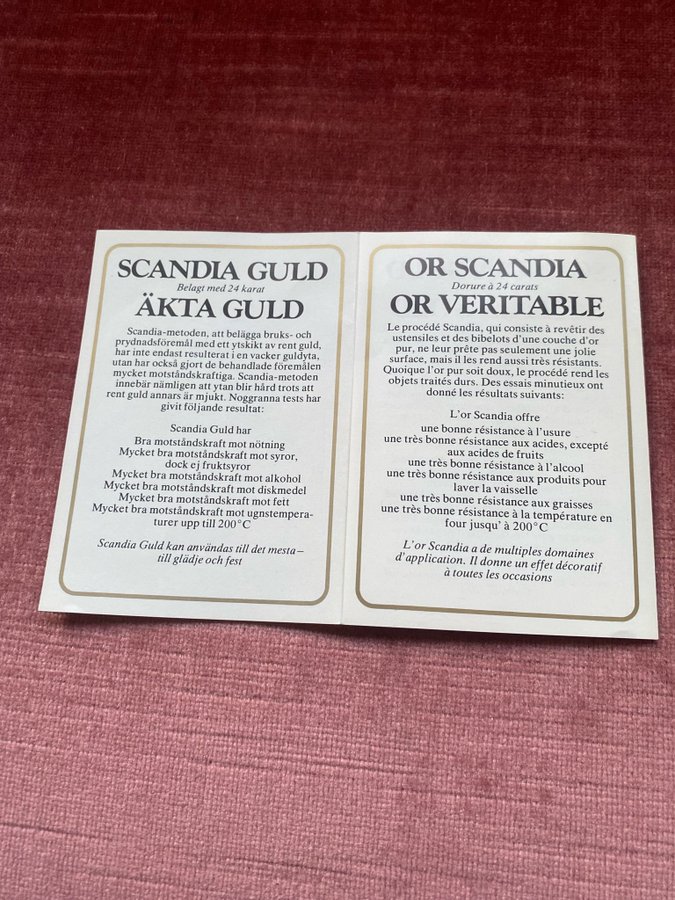 SCANDIA GULD
Belagt med 24 karat
ÄKTA GULD
Scandia-metoden, att belägga bruks- och
prydnadsföremål med ett ytskikt av rent guld,
har inte endast resulterat i en vacker guldyta,
utan har också gjort de behandlade föremålen
mycket motståndskraftiga. Scandia-metoden
innebär nämligen att ytan blir hård trots att
rent guld annars är mjukt. Noggranna tests har
givit följande resultat:
Scandia Guld har
Bra motståndskraft mot nötning
Mycket bra motståndskraft mot syror,
dock ej fruktsyror
Mycket bra motståndskraft mot alkohol
Mycket bra motståndskraft mot diskmedel
Mycket bra motståndskraft mot fett
Mycket bra motståndskraft mot ugnstempera-
turer upp till 200°C
Scandia Guld kan användas till det mesta–
till glädje och fest
OR SCANDIA
Dorure à 24 carats
OR VERITABLE
Le procédé Scandia, qui consiste à revêtir des
ustensiles et des bibelots d'une couche d'or
pur, ne leur prête pas seulement une jolie
surface, mais il les rend aussi très résistants.
Quoique l'or pur soit doux, le procédé rend les
objets traités durs. Des essais minutieux ont
donné les résultats suivants:
L'or Scandia offre
une bonne résistance à l'usure
une très bonne résistance aux acides, excepté
aux acides de fruits
une très bonne résistance à l'alcool
une très bonne résistance aux produits pour
laver la vaisselle
une très bonne résistance aux graisses
une très bonne résistance à la température en
four jusqu' à 200°C
L'or Scandia a de multiples domaines
d'application. Il donne un effet décoratif
à toutes les occasions